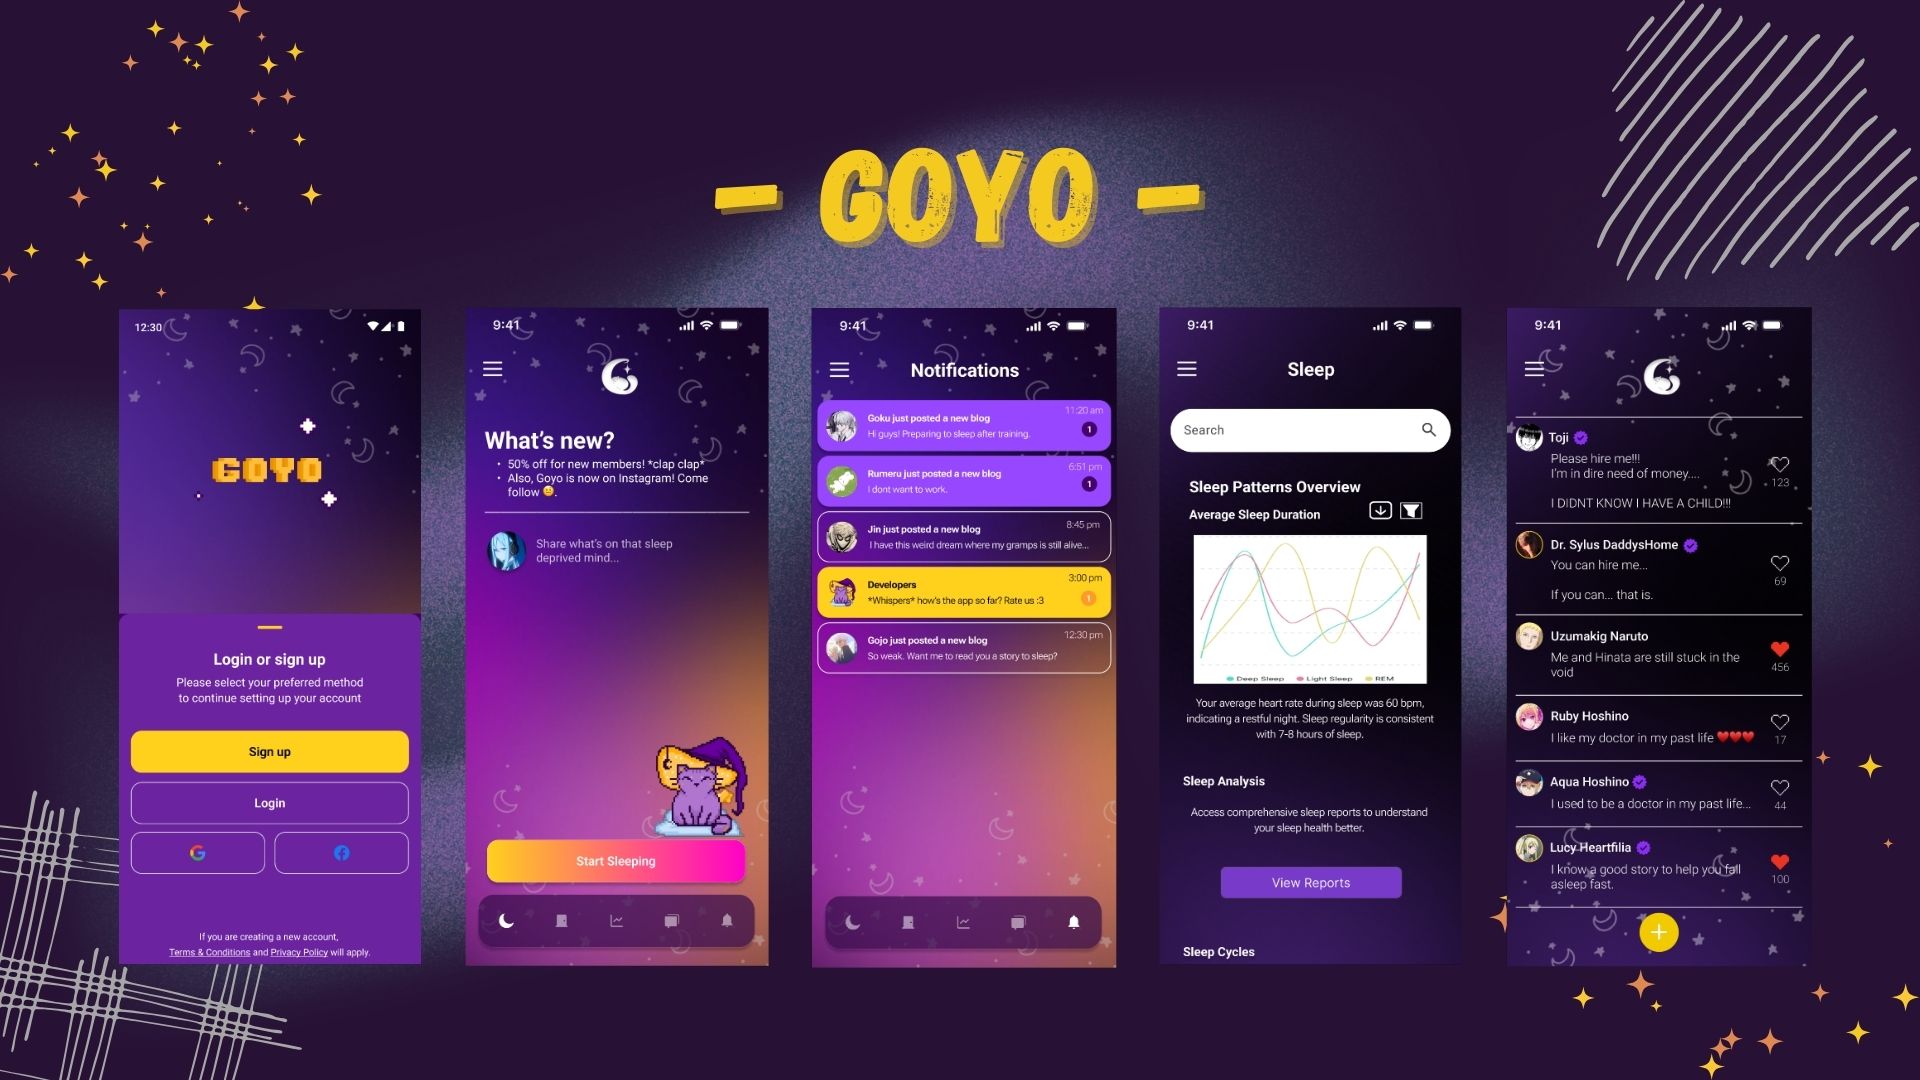 - GOYO -
12:30
GOYO
Login or sign up
Please select your preferred method
to continue setting up your account
Sign up
Login
If you are creating a new account,
Terms & Conditions and Privacy Policy will apply.
9:41
What's new?
• 50% off for new members! *clap clap*
• Also, Goyo is now on Instagram! Come
follow 😐.
Share what's on that sleep
deprived mind...
Start Sleeping
9:41
Notifications
Goku just posted a new blog
11:20 am
Hi guys! Preparing to sleep after training.
1
Rumeru just posted a new blog
6:51 pm
i dont want to work.
1
Jin just posted a new blog
8:45 pm
I have this weird dream where my gramps is still alive...
Developers
3:00 pm
*Whispers* how's the app so far? Rate us :3
1
Gojo just posted a new blog
12:30 pm
So weak. Want me to read you a story to sleep?
9:41
Sleep
Search
Sleep Patterns Overview
Average Sleep Duration
Deep Sleep
Light Sleep
REM
Your average heart rate during sleep was 60 bpm,
indicating a restful night. Sleep regularity is consistent
with 7-8 hours of sleep.
Sleep Analysis
Access comprehensive sleep reports to understand
your sleep health better.
View Reports
Sleep Cycles
9:41
Toji
Please hire me!!!
I'm in dire need of money....
I DIDNT KNOW I HAVE A CHILD!!!
123
Dr. Sylus DaddysHome
You can hire me...
If you can... that is.
69
Uzumakig Naruto
Me and Hinata are still stuck in the
void
456
Ruby Hoshino
I like my doctor in my past life ❤️❤️❤️
17
Aqua Hoshino
I used to be a doctor in my past life...
44
Lucy Heartfilia
I know a good story to help you fall
asleep fast.
100